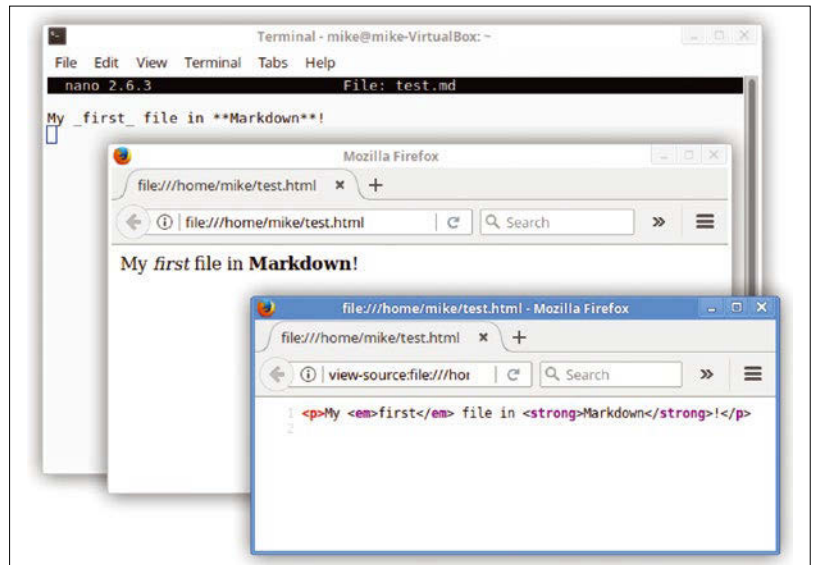 Terminal - mike@mike-VirtualBox: ~
File Edit View Terminal Tabs Help
nano 2.6.3 File: test.md
My _first_ file in **Markdown**!
Mozilla Firefox
file:///home/mike/test.html × +
file:///home/mike/test.html Search »
My first file in Markdown!
file:///home/mike/test.html - Mozilla Firefox
file:///home/mike/test.html × +
view-source:file:///hor Search »
1 <p>My <em>first</em> file in <strong>Markdown</strong>!</p>
2